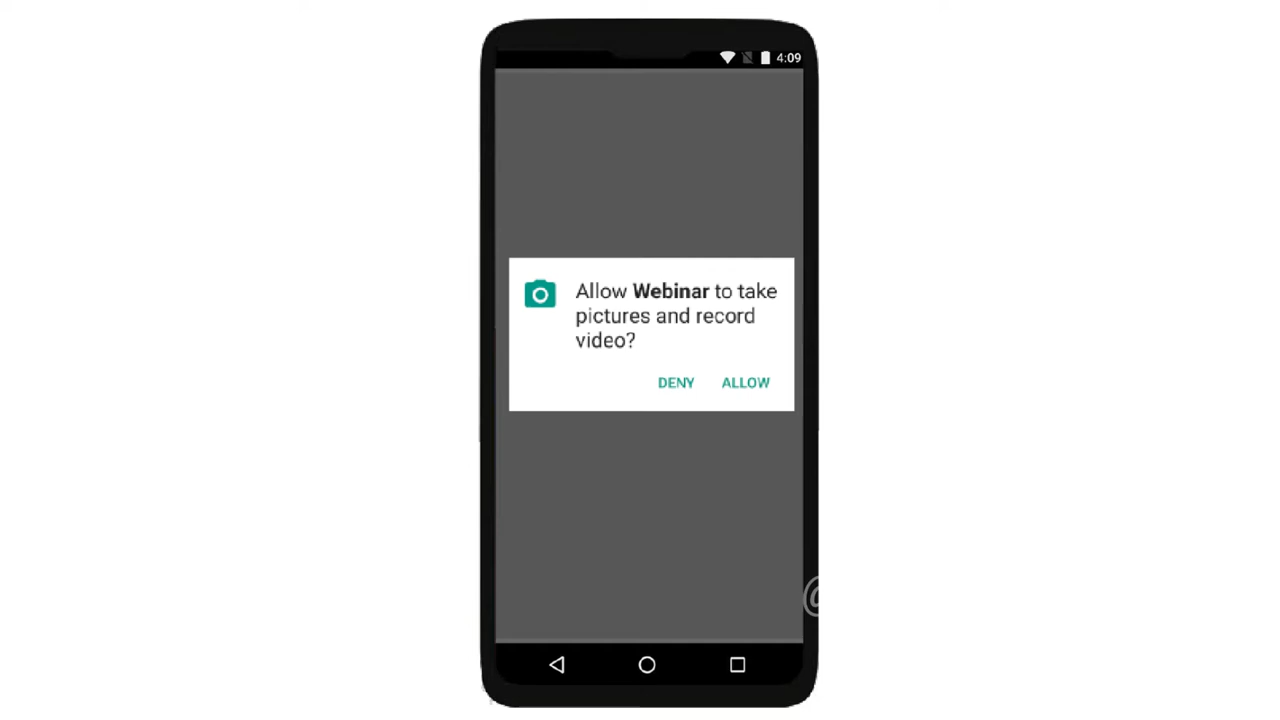 4:09
Allow Webinar to take
pictures and record
video?
DENY ALLOW
@